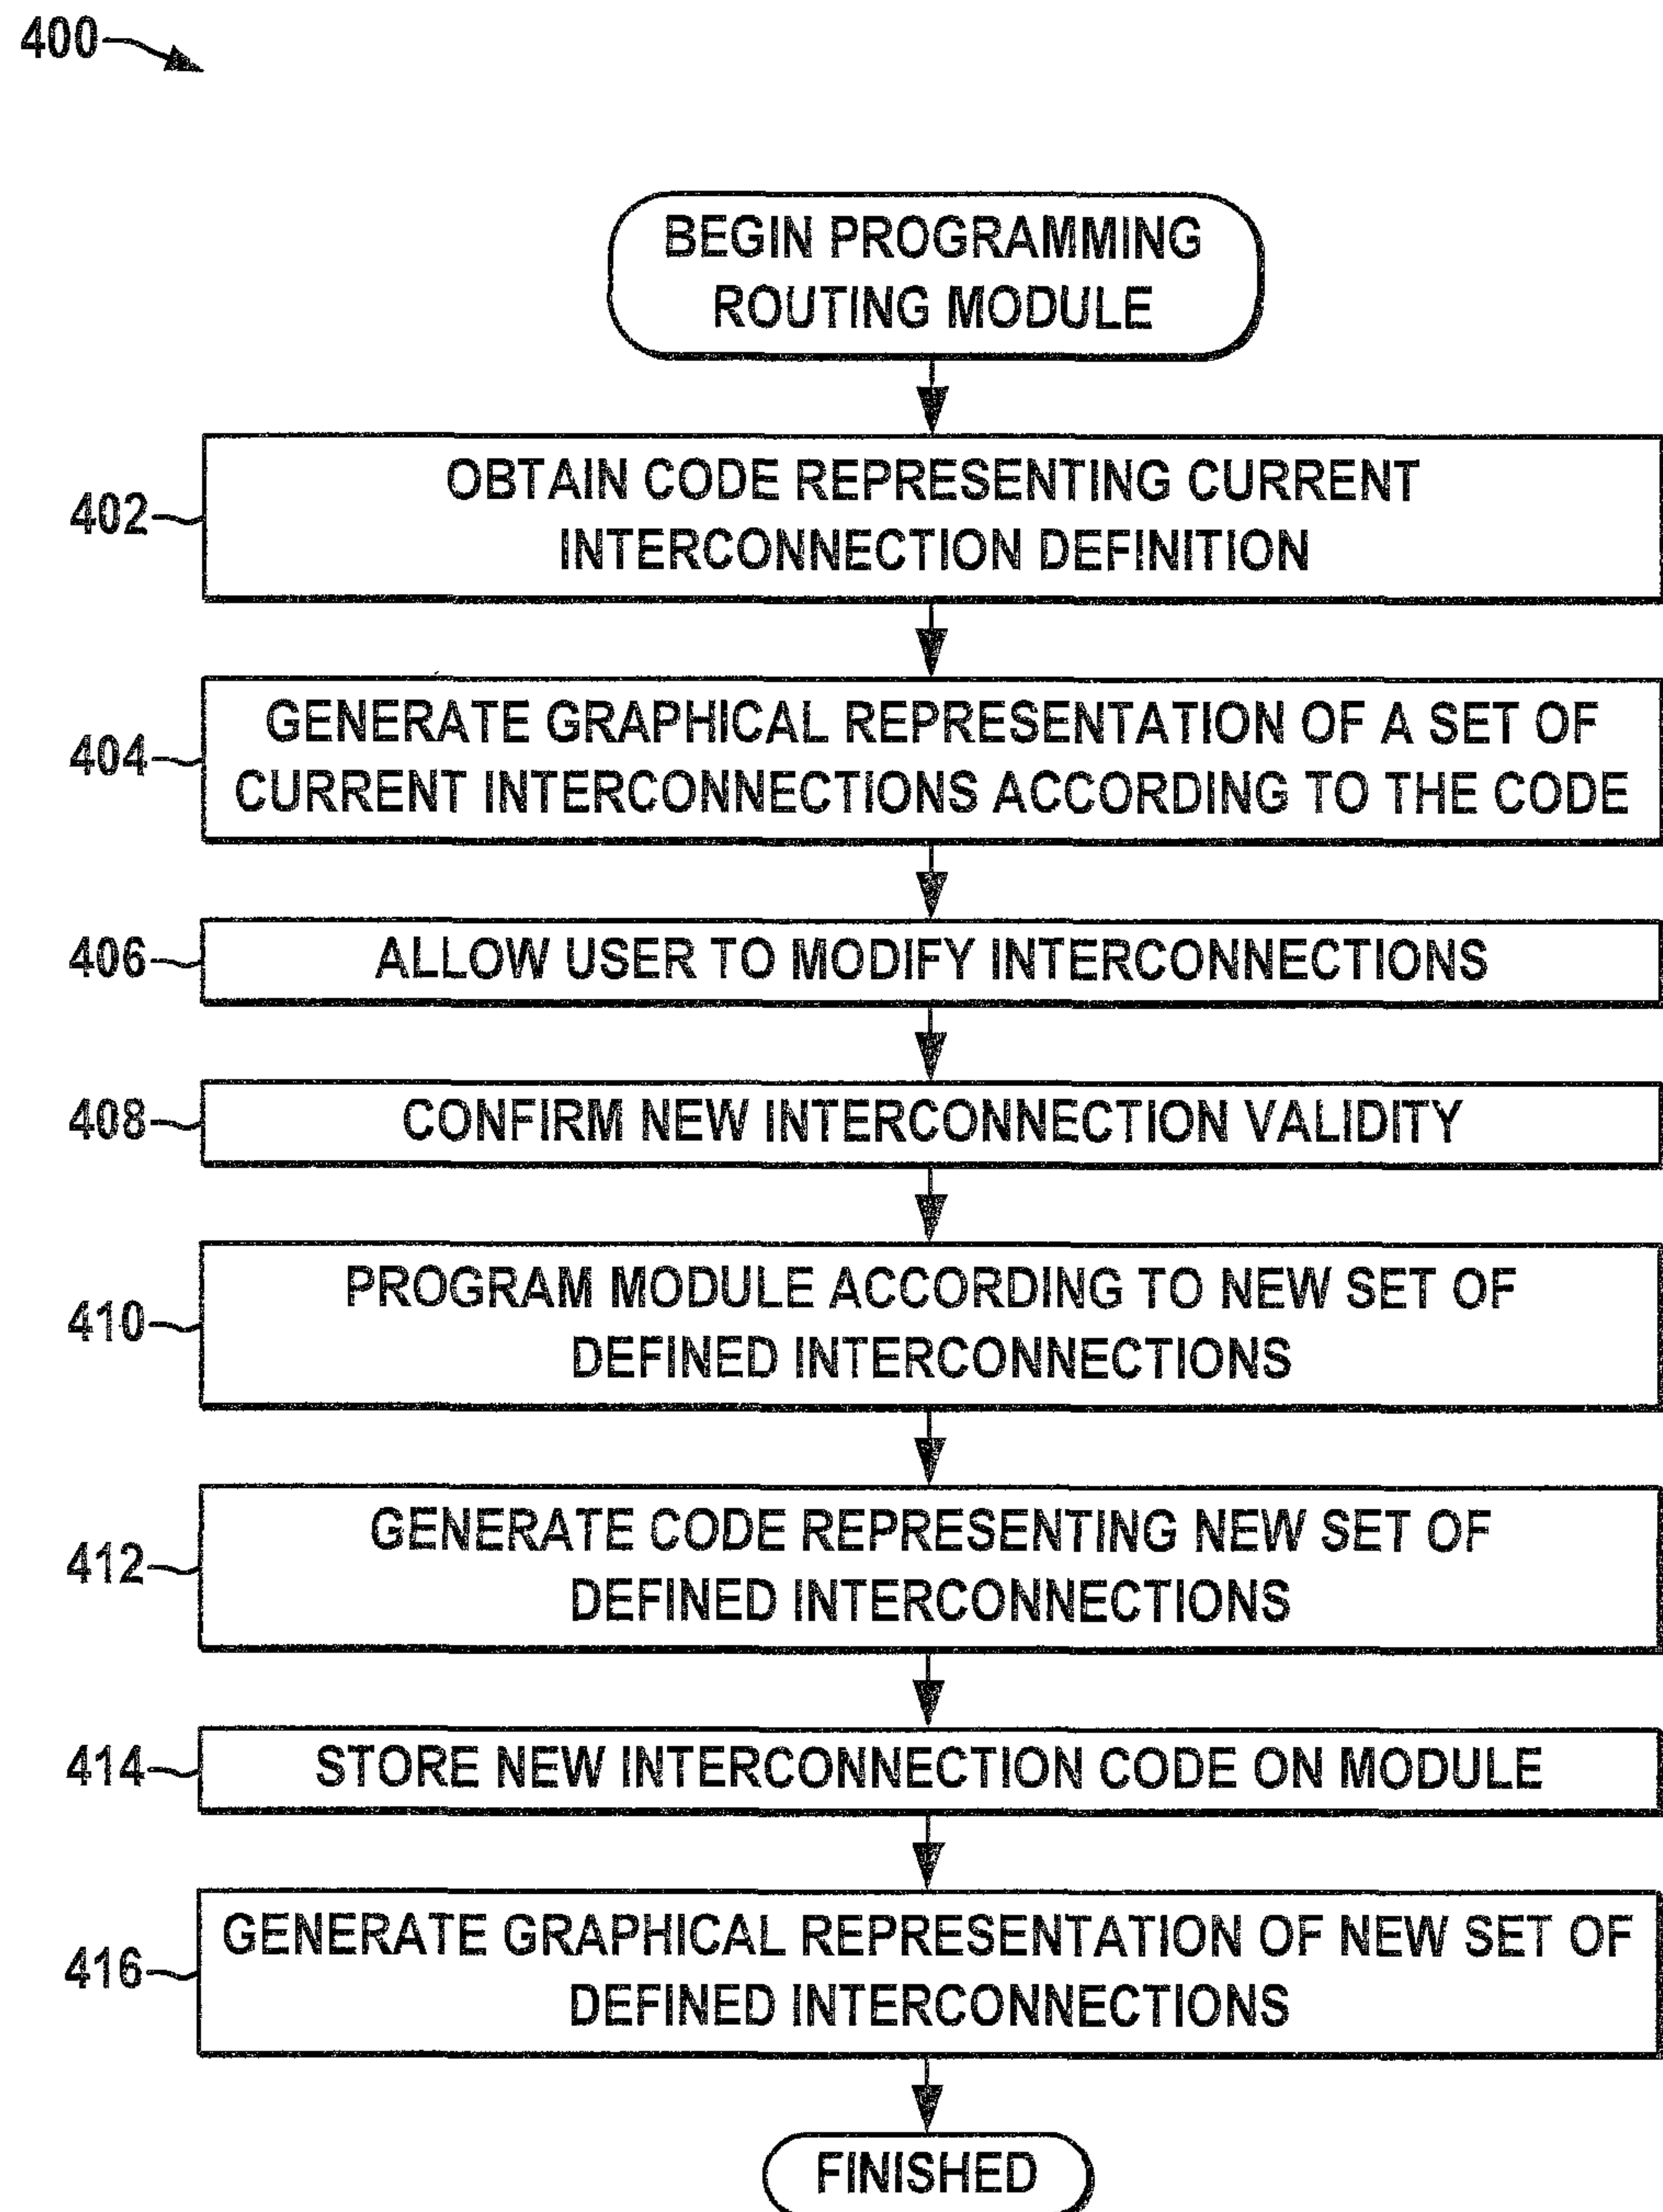 400
BEGIN PROGRAMMING
ROUTING MODULE
402
OBTAIN CODE REPRESENTING CURRENT
INTERCONNECTION DEFINITION
404
GENERATE GRAPHICAL REPRESENTATION OF A SET OF
CURRENT INTERCONNECTIONS ACCORDING TO THE CODE
406
ALLOW USER TO MODIFY INTERCONNECTIONS
408
CONFIRM NEW INTERCONNECTION VALIDITY
410
PROGRAM MODULE ACCORDING TO NEW SET OF
DEFINED INTERCONNECTIONS
412
GENERATE CODE REPRESENTING NEW SET OF
DEFINED INTERCONNECTIONS
414
STORE NEW INTERCONNECTION CODE ON MODULE
416
GENERATE GRAPHICAL REPRESENTATION OF NEW SET OF
DEFINED INTERCONNECTIONS
FINISHED